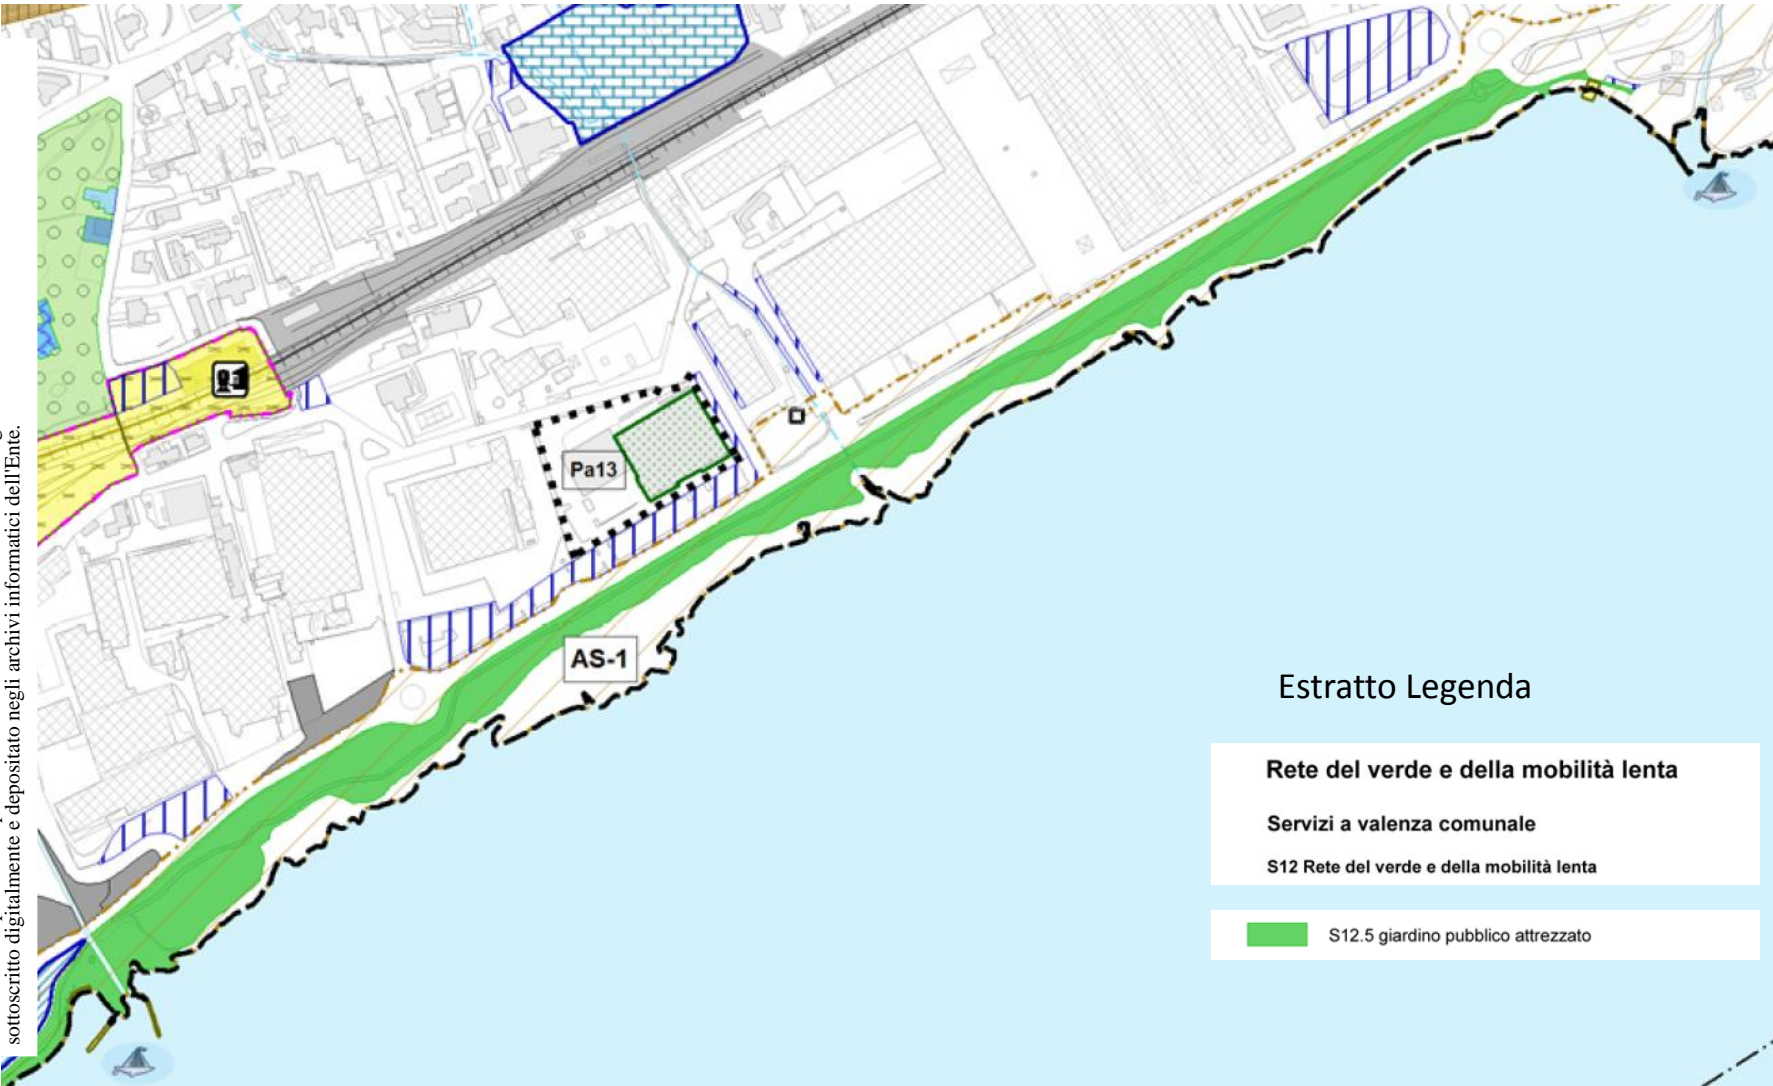 sottoscritto digitalmente e depositato negli archivi informatici dell'Ente.
Pa13
AS-1
Estratto Legenda
Rete del verde e della mobilità lenta
Servizi a valenza comunale
S12 Rete del verde e della mobilità lenta
S12.5 giardino pubblico attrezzato